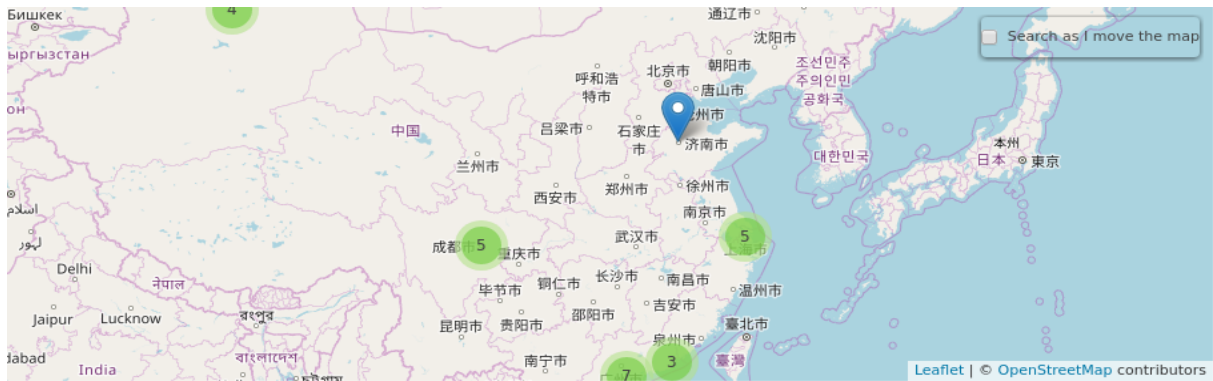 Бишкек
4
通辽市
Search as I move the map
沈阳市
ыргызстан
呼和浩
特市
北京市
朝阳市
조선민주
주의인민
공화국
唐山市
он
中国
吕梁市
石家庄
市
州市
济南市
本州
日本
東京
대한민국
兰州市
西安市
郑州市
徐州市
南京市
اسلام
لہور
成都市
5
重庆市
武汉市
5
上海市
Delhi
नेपाल
毕节市
铜仁市
长沙市
南昌市
温州市
Jaipur
Lucknow
রংপুর
昆明市
贵阳市
邵阳市
吉安市
泉州市
臺北市
dabad
India
বাংলাদেশ
南宁市
7
3
臺灣
Leaflet | © OpenStreetMap contributors